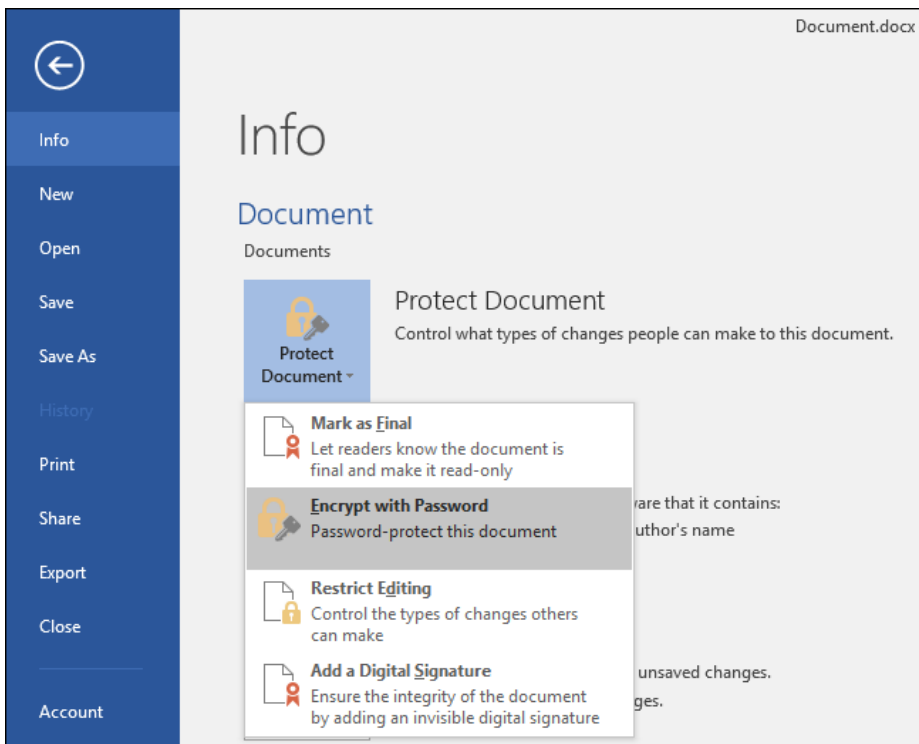 Document.docx
Info
New
Open
Save
Save As
History
Print
Share
Export
Close
Account
Info
Document
Documents
Protect
Document
Protect Document
Control what types of changes people can make to this document.
Mark as Final
Let readers know the document is
final and make it read-only
Encrypt with Password
Password-protect this document
Restrict Editing
Control the types of changes others
can make
Add a Digital Signature
Ensure the integrity of the document
by adding an invisible digital signature
that it contains:
name
unsaved changes.